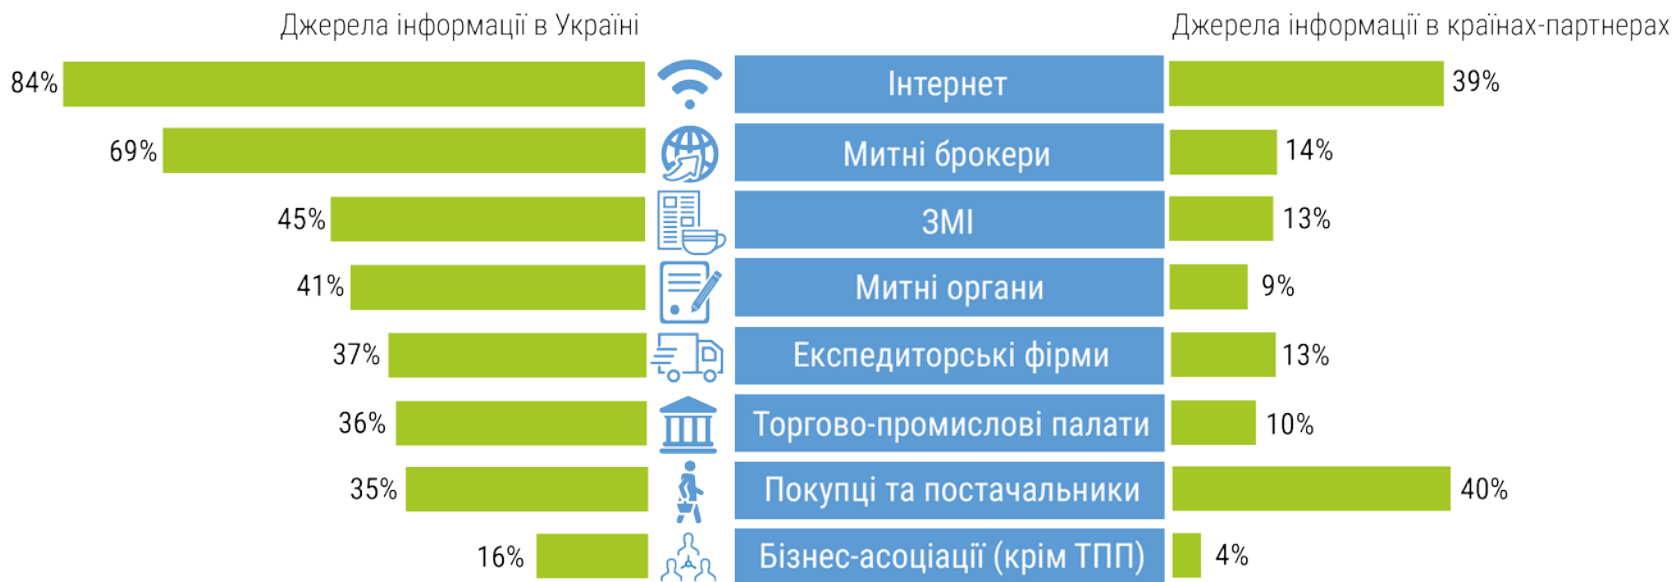 Джерела інформації в Україні
Джерела інформації в країнах-партнерах
84% Інтернет 39%
69% Митні брокери 14%
45% ЗМІ 13%
41% Митні органи 9%
37% Експедиторські фірми 13%
36% Торгово-промислові палати 10%
35% Покупці та постачальники 40%
16% Бізнес-асоціації (крім ТПП) 4%